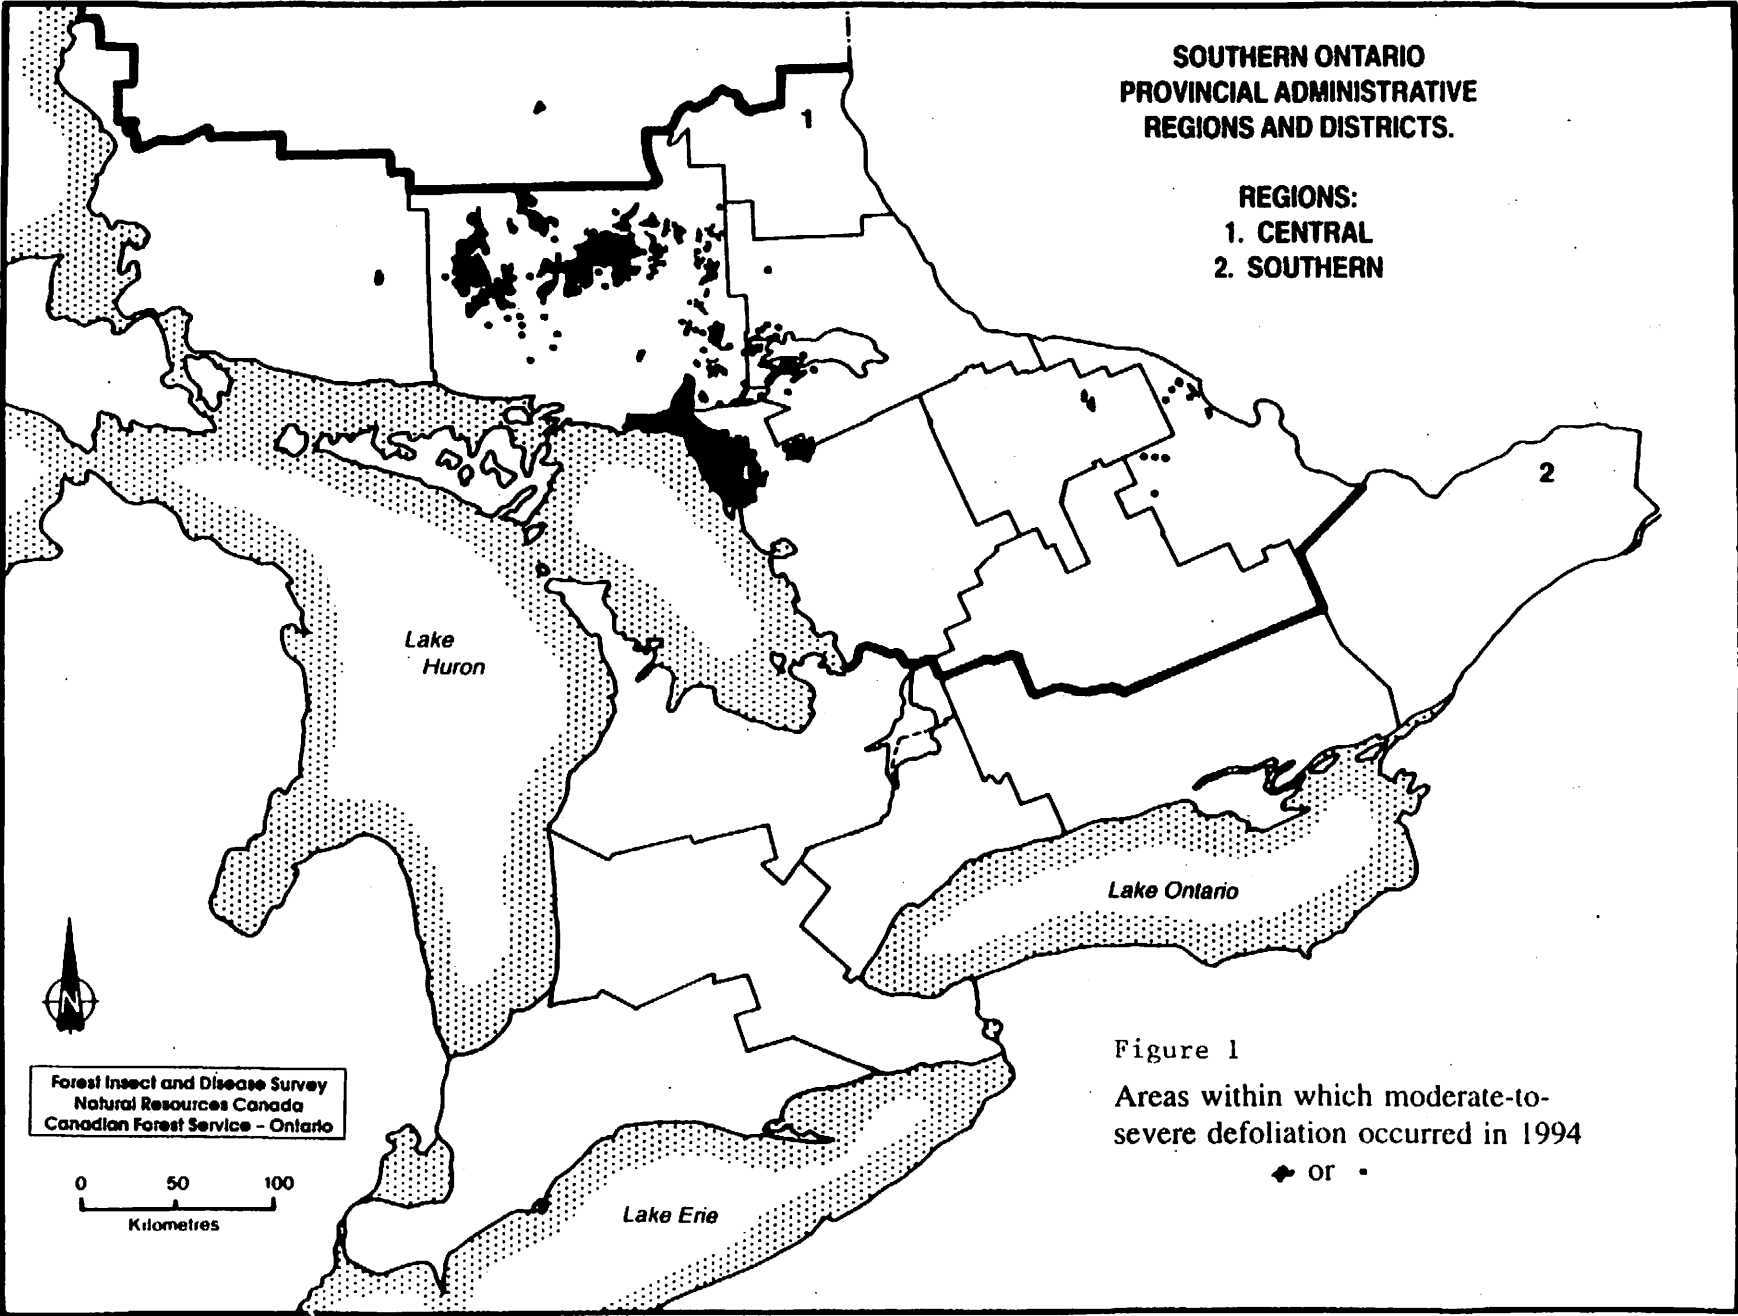 SOUTHERN ONTARIO
PROVINCIAL ADMINISTRATIVE
REGIONS AND DISTRICTS.
REGIONS:
1. CENTRAL
2. SOUTHERN
1
2
Lake
Huron
Lake Ontario
Lake Erie
N
Forest Insect and Disease Survey
Natural Resources Canada
Canadian Forest Service - Ontario
0 50 100
Kilometres
Figure 1
Areas within which moderate-to-
severe defoliation occurred in 1994
or